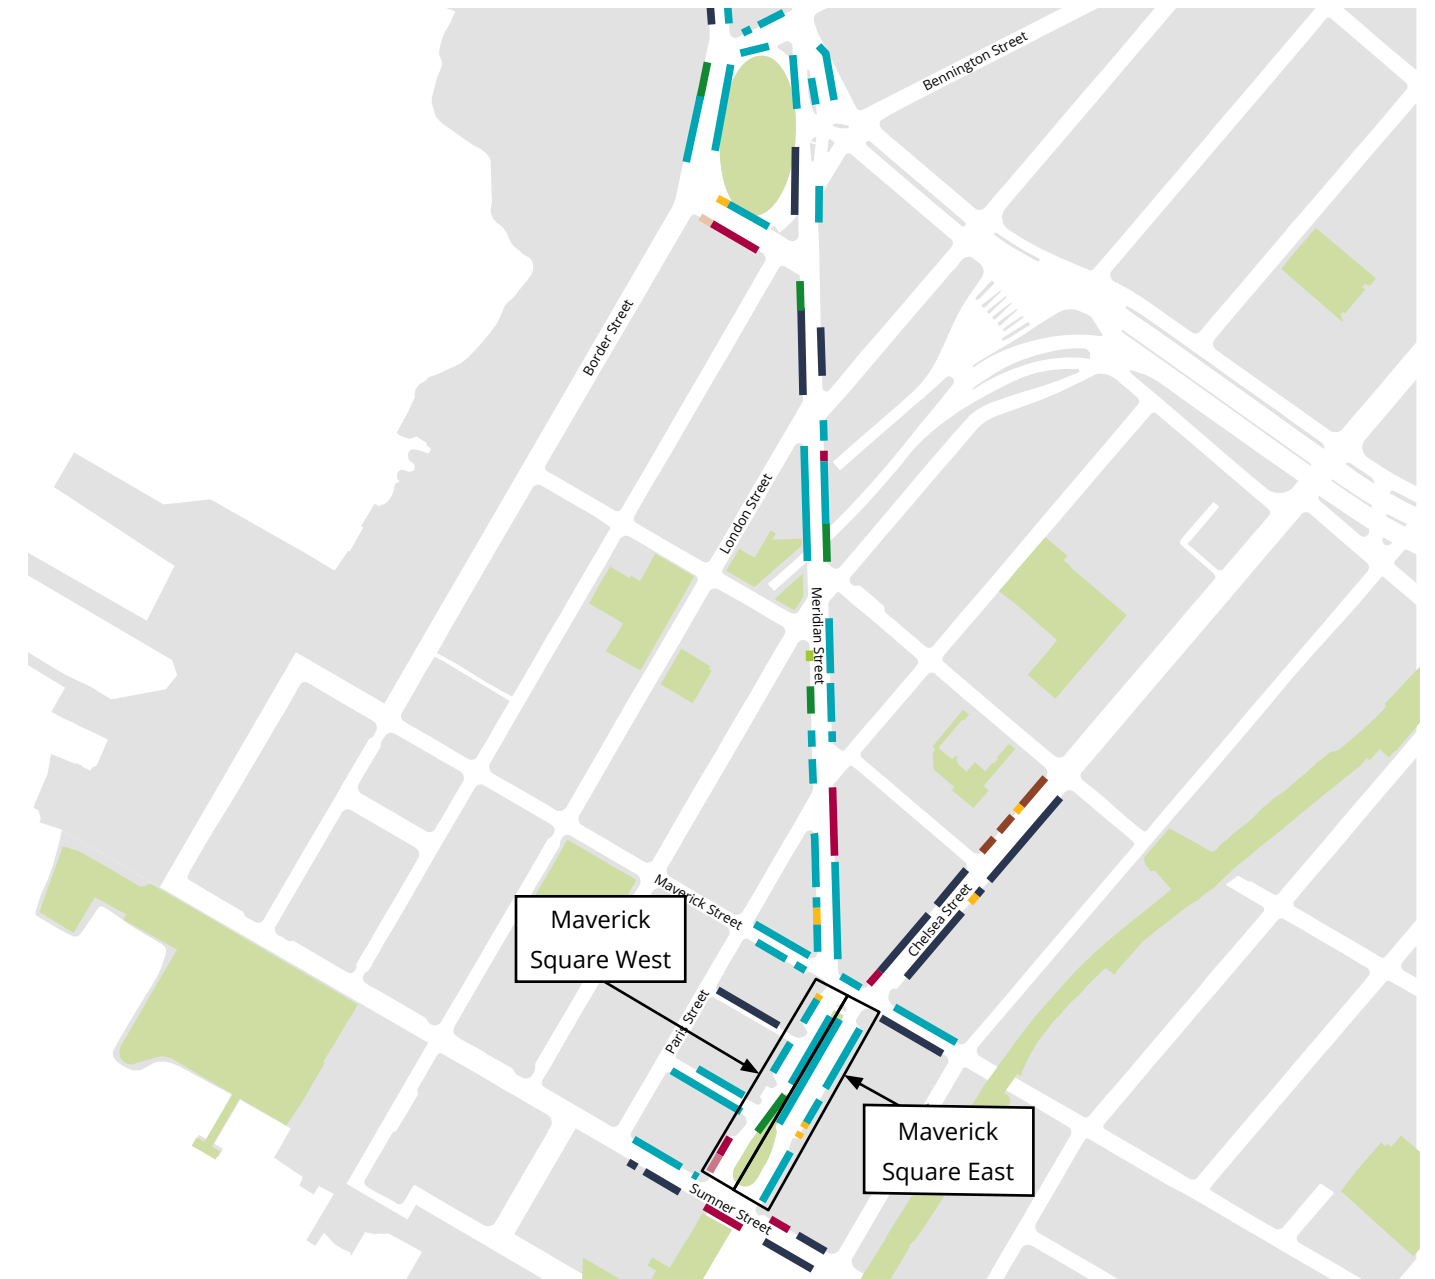 Bennington Street
Border Street
London Street
Meridian Street
Maverick Street
Maverick
Square West
Chelsea Street
Paris Street
Maverick
Square East
Sumner Street